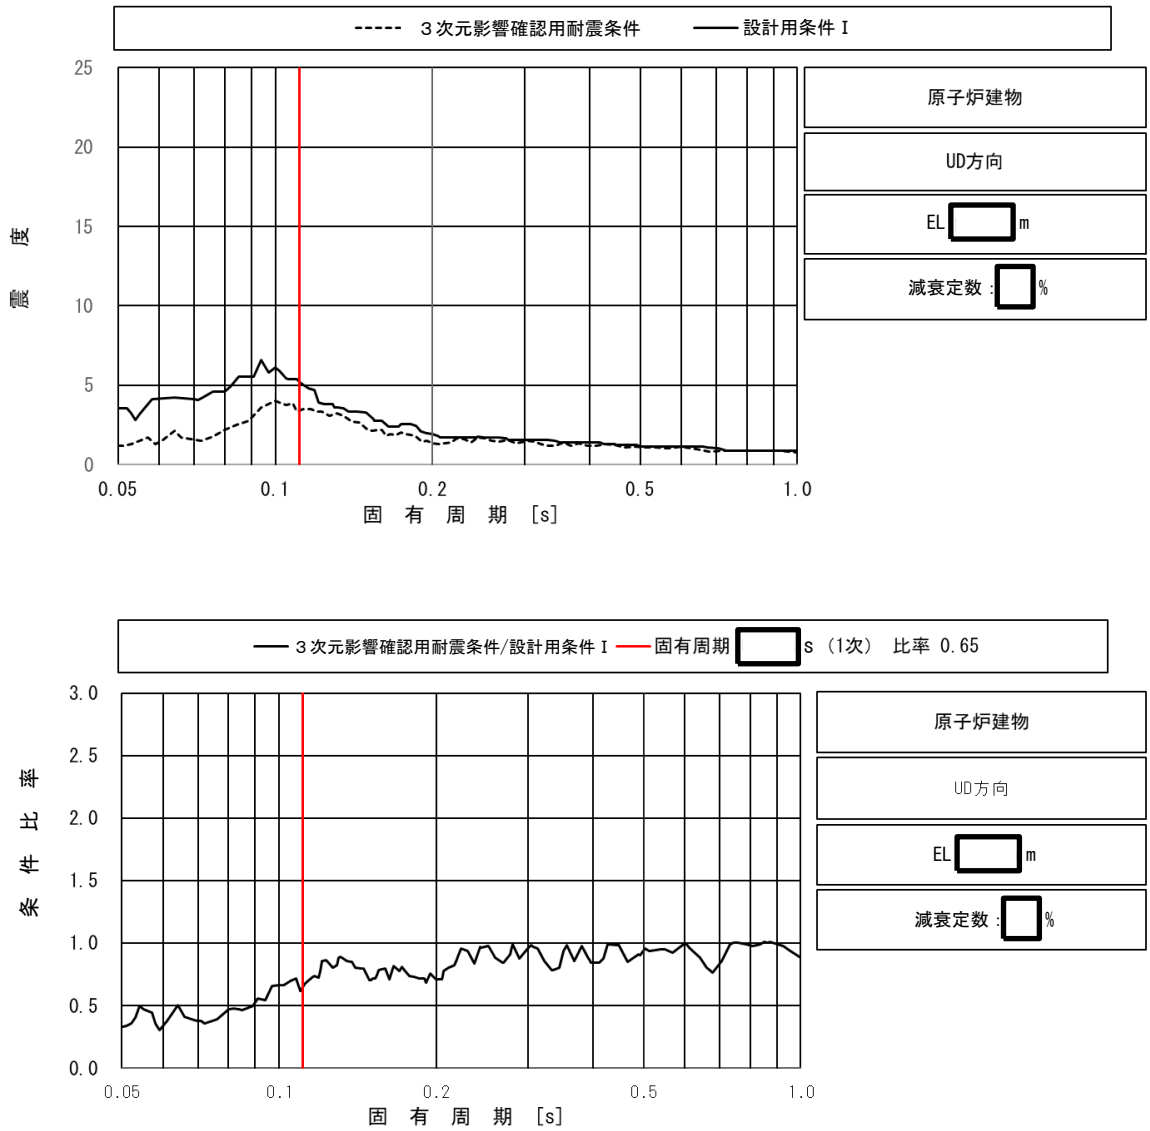 ３次元影響確認用耐震条件 設計用条件Ⅰ
25
20
15
10
5
0
震度
0.05 0.1 0.2 0.5 1.0
固有周期 [s]
原子炉建物
UD方向
EL m
減衰定数： %
３次元影響確認用耐震条件/設計用条件Ⅰ 固有周期 s（1次） 比率 0.65
3.0
2.5
2.0
1.5
1.0
0.5
0.0
条件比率
0.05 0.1 0.2 0.5 1.0
固有周期 [s]
原子炉建物
UD方向
EL m
減衰定数： %